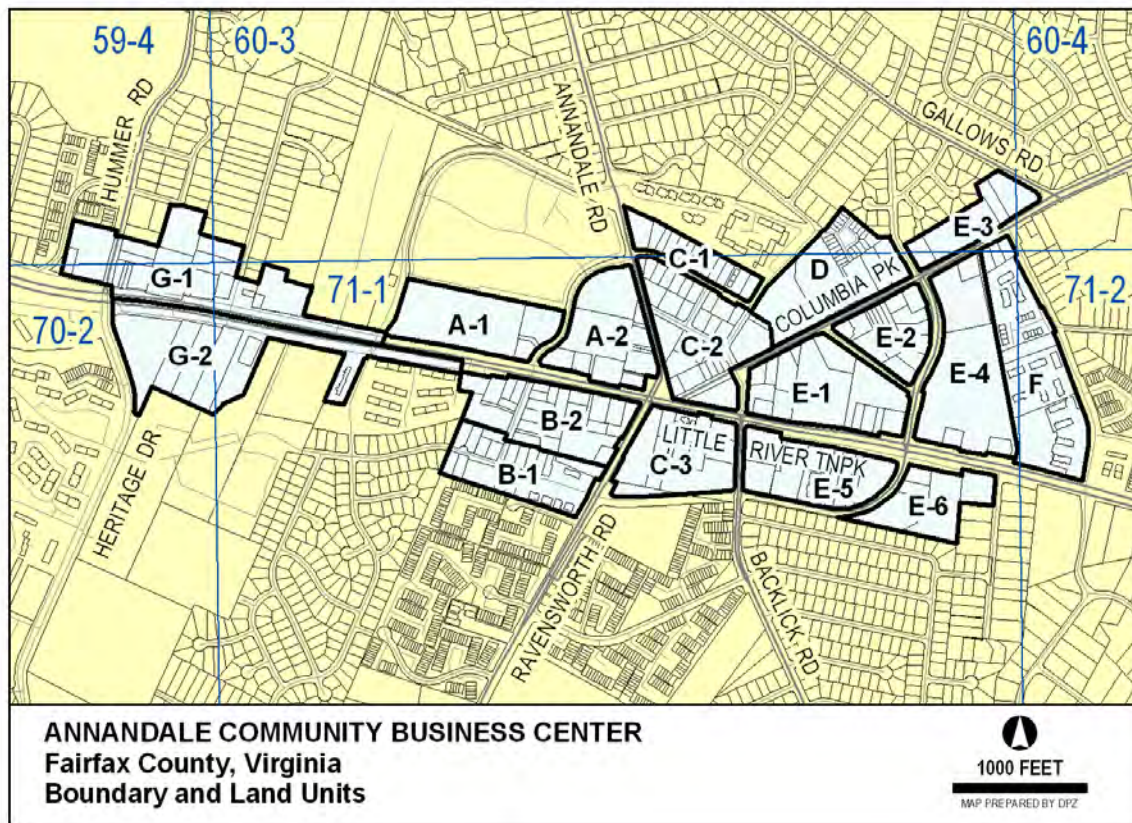 59-4
60-3
60-4
HUMMER RD
ANNANDALE RD
GALLOWS RD
G-1
71-1
C-1
D
E-3
COLUMBIA PK
71-2
70-2
G-2
A-1
A-2
C-2
E-2
E-1
E-4
F
B-2
B-1
C-3
LITTLE
RIVER TNPK
E-5
E-6
HERITAGE DR
RAVENSWORTH RD
BACKLICK RD
ANNANDALE COMMUNITY BUSINESS CENTER
Fairfax County, Virginia
Boundary and Land Units
1000 FEET
MAP PREPARED BY DPZ